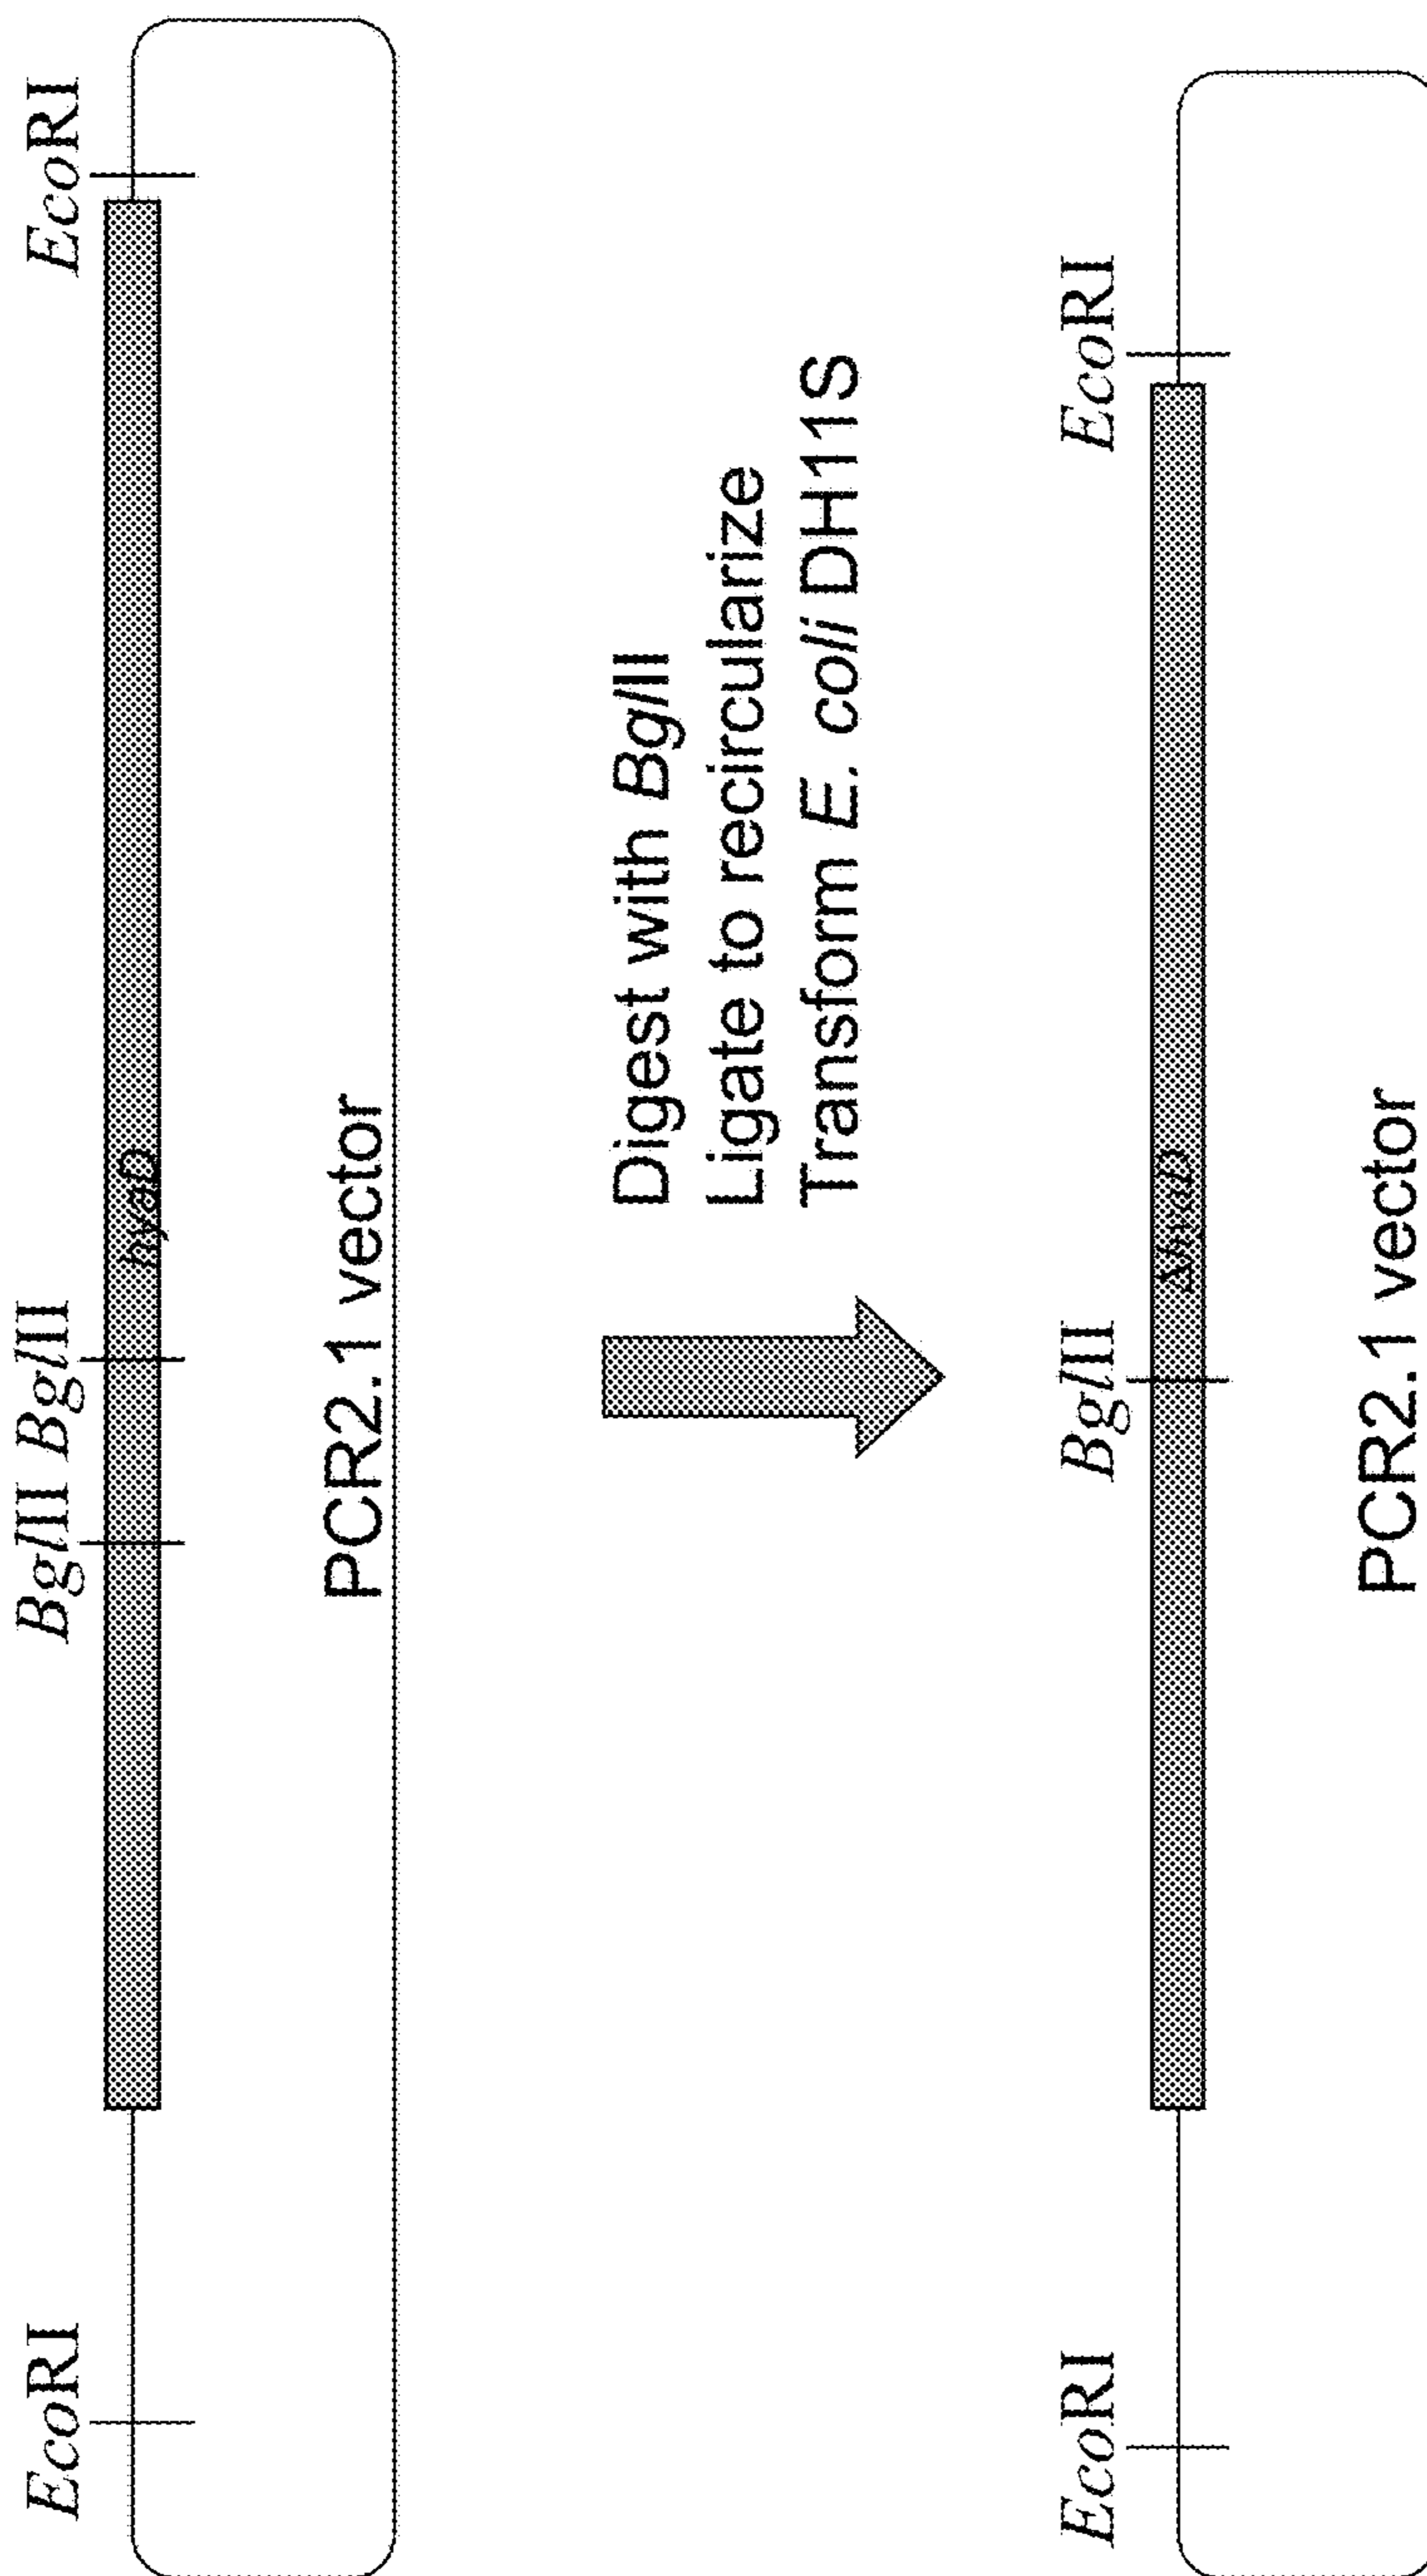 EcoRI
BglII BglII
EcoRI
hyaD
PCR2.1 vector
Digest with BglII
Ligate to recircularize
Transform E. coli DH11S
EcoRI
BglII
EcoRI
ΔhyaD
PCR2.1 vector